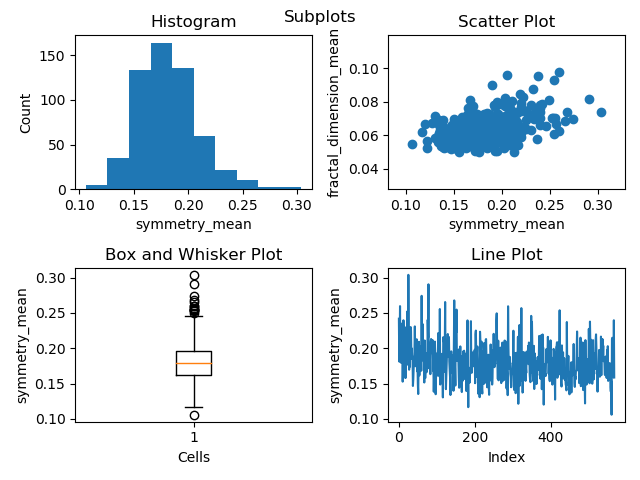 Subplots
Histogram
Count
150
100
50
0
0.10 0.15 0.20 0.25 0.30
symmetry_mean
Scatter Plot
fractal_dimension_mean
0.10
0.08
0.06
0.04
0.10 0.15 0.20 0.25 0.30
symmetry_mean
Box and Whisker Plot
symmetry_mean
0.30
0.25
0.20
0.15
0.10
1
Cells
Line Plot
symmetry_mean
0.30
0.25
0.20
0.15
0.10
0 200 400
Index